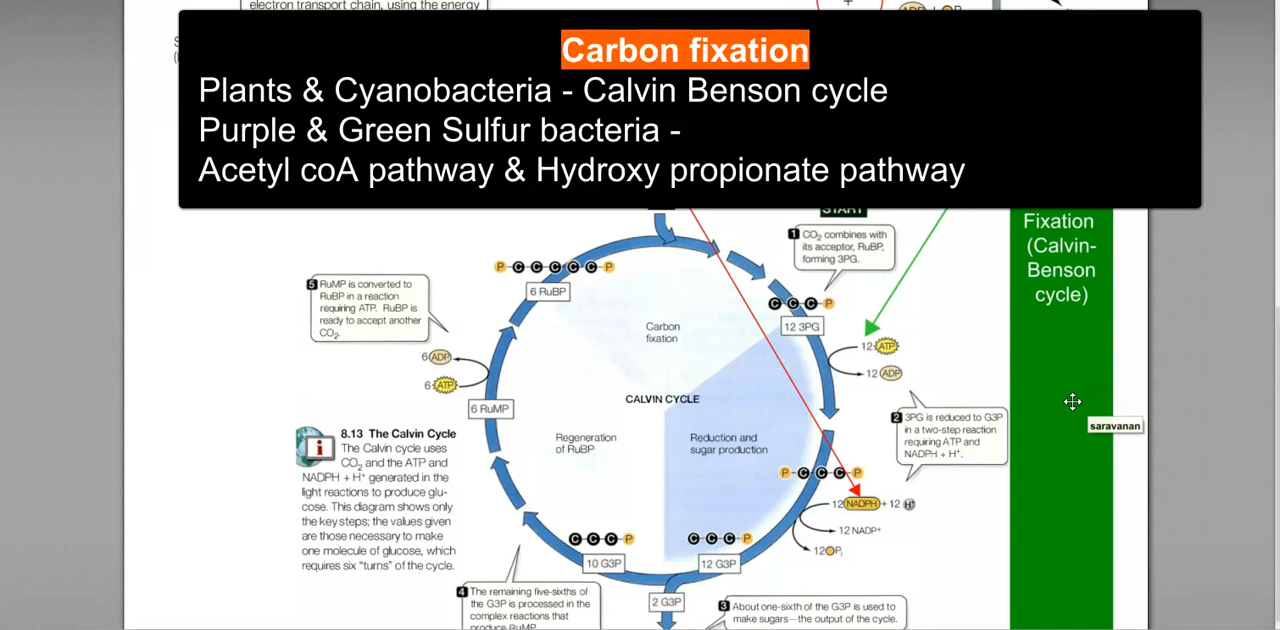 electron transport chain, using the energy
Carbon fixation
Plants & Cyanobacteria - Calvin Benson cycle
Purple & Green Sulfur bacteria -
Acetyl coA pathway & Hydroxy propionate pathway
START
Fixation
(Calvin-
Benson
cycle)
1 CO₂ combines with
its acceptor, RuBP,
forming 3PG.
P C C C C C P
6 RuBP
5 RuMP is converted to
RuBP in a reaction
requiring ATP. RuBP is
ready to accept another
CO₂.
C C C P
12 3PG
Carbon
fixation
12 ATP
12 ADP
6 ADP
6 ATP
CALVIN CYCLE
6 RuMP
2 3PG is reduced to G3P
in a two-step reaction
requiring ATP and
NADPH + H⁺.
saravanan
Regeneration
of RuBP
Reduction and
sugar production
8.13 The Calvin Cycle
The Calvin cycle uses
CO₂ and the ATP and
NADPH + H⁺ generated in the
light reactions to produce glu-
cose. This diagram shows only
the key steps; the values given
are those necessary to make
one molecule of glucose, which
requires six "turns" of the cycle.
P C C C P
12 NADPH + 12 H⁺
12 NADP⁺
12 Pᵢ
C C C P
10 G3P
C C C P
12 G3P
2 G3P
4 The remaining five-sixths of
the G3P is processed in the
complex reactions that
produce RuMP.
3 About one-sixth of the G3P is used to
make sugars—the output of the cycle.